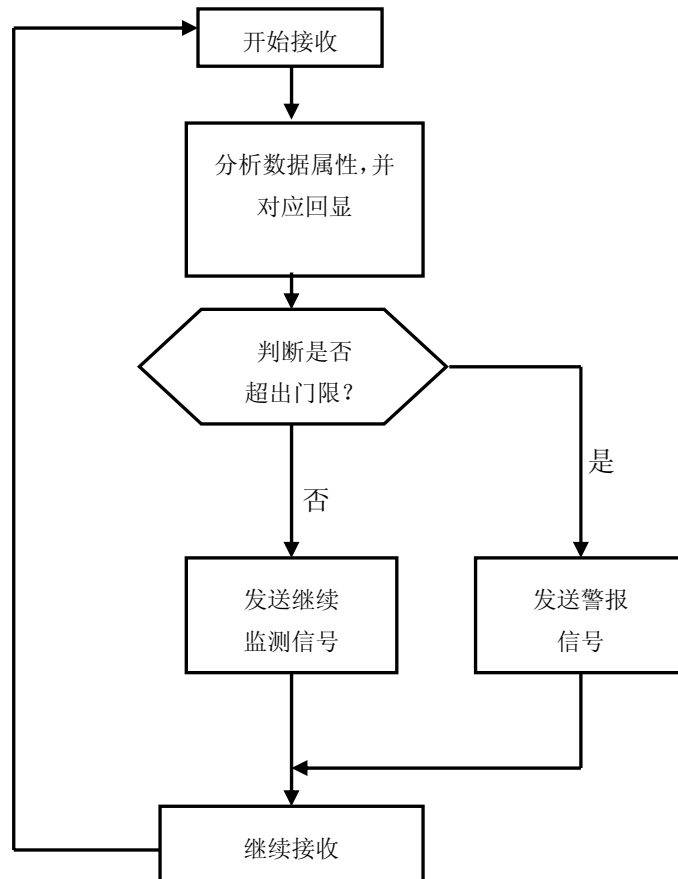 开始接收
分析数据属性，并
对应回显
判断是否
超出门限？
是
否
发送继续
监测信号
发送警报
信号
继续接收